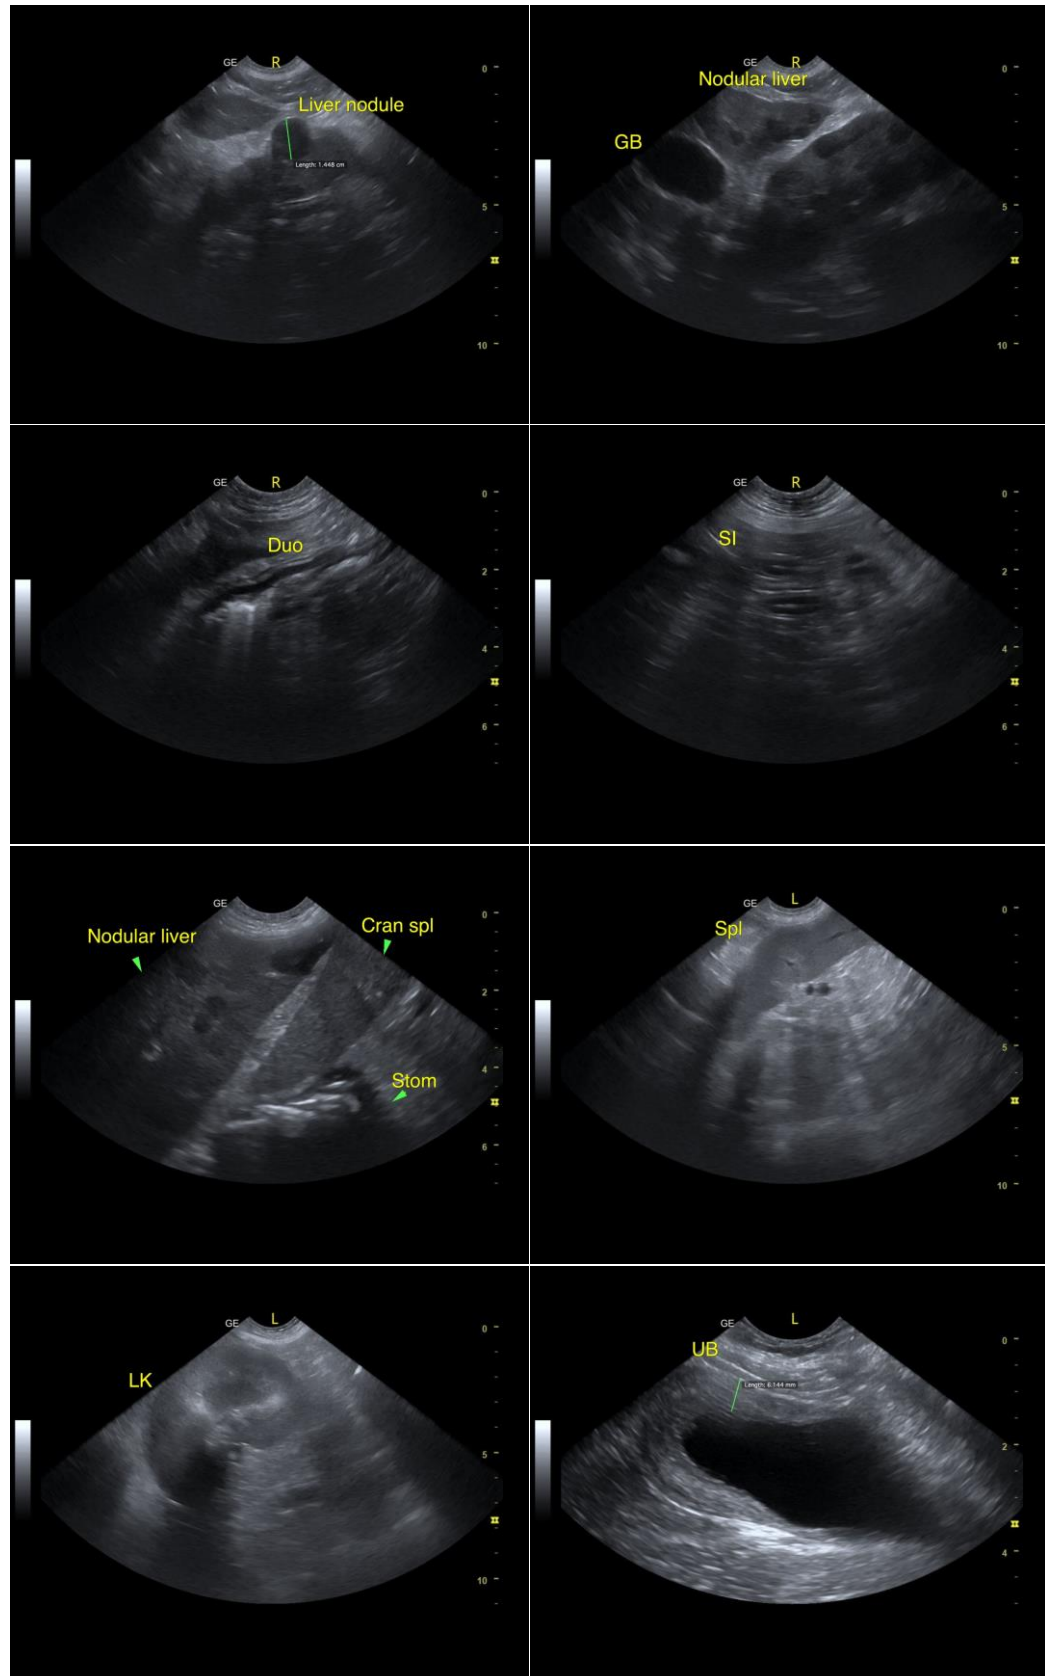 GE R 0
Liver nodule
Length: 1.448 cm
5
10
GE R 0
Nodular liver
GB
5
10
GE R 0
Duo
2
4
6
GE R 0
SI
2
4
6
GE 0
Cran spl
Nodular liver
2
4
Stom
6
GE L 0
Spl
5
10
GE L 0
LK
5
10
GE L 0
UB
Length: 6.144 mm
2
4